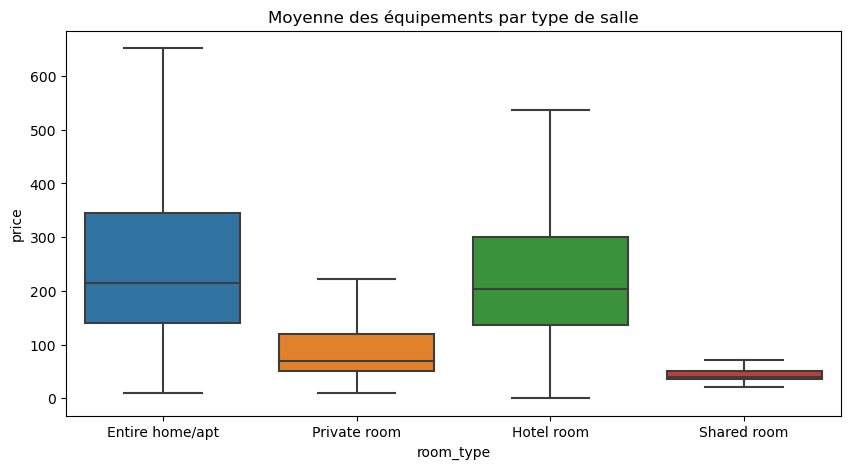 Moyenne des équipements par type de salle
price
600
500
400
300
200
100
0
Entire home/apt
Private room
Hotel room
Shared room
room_type